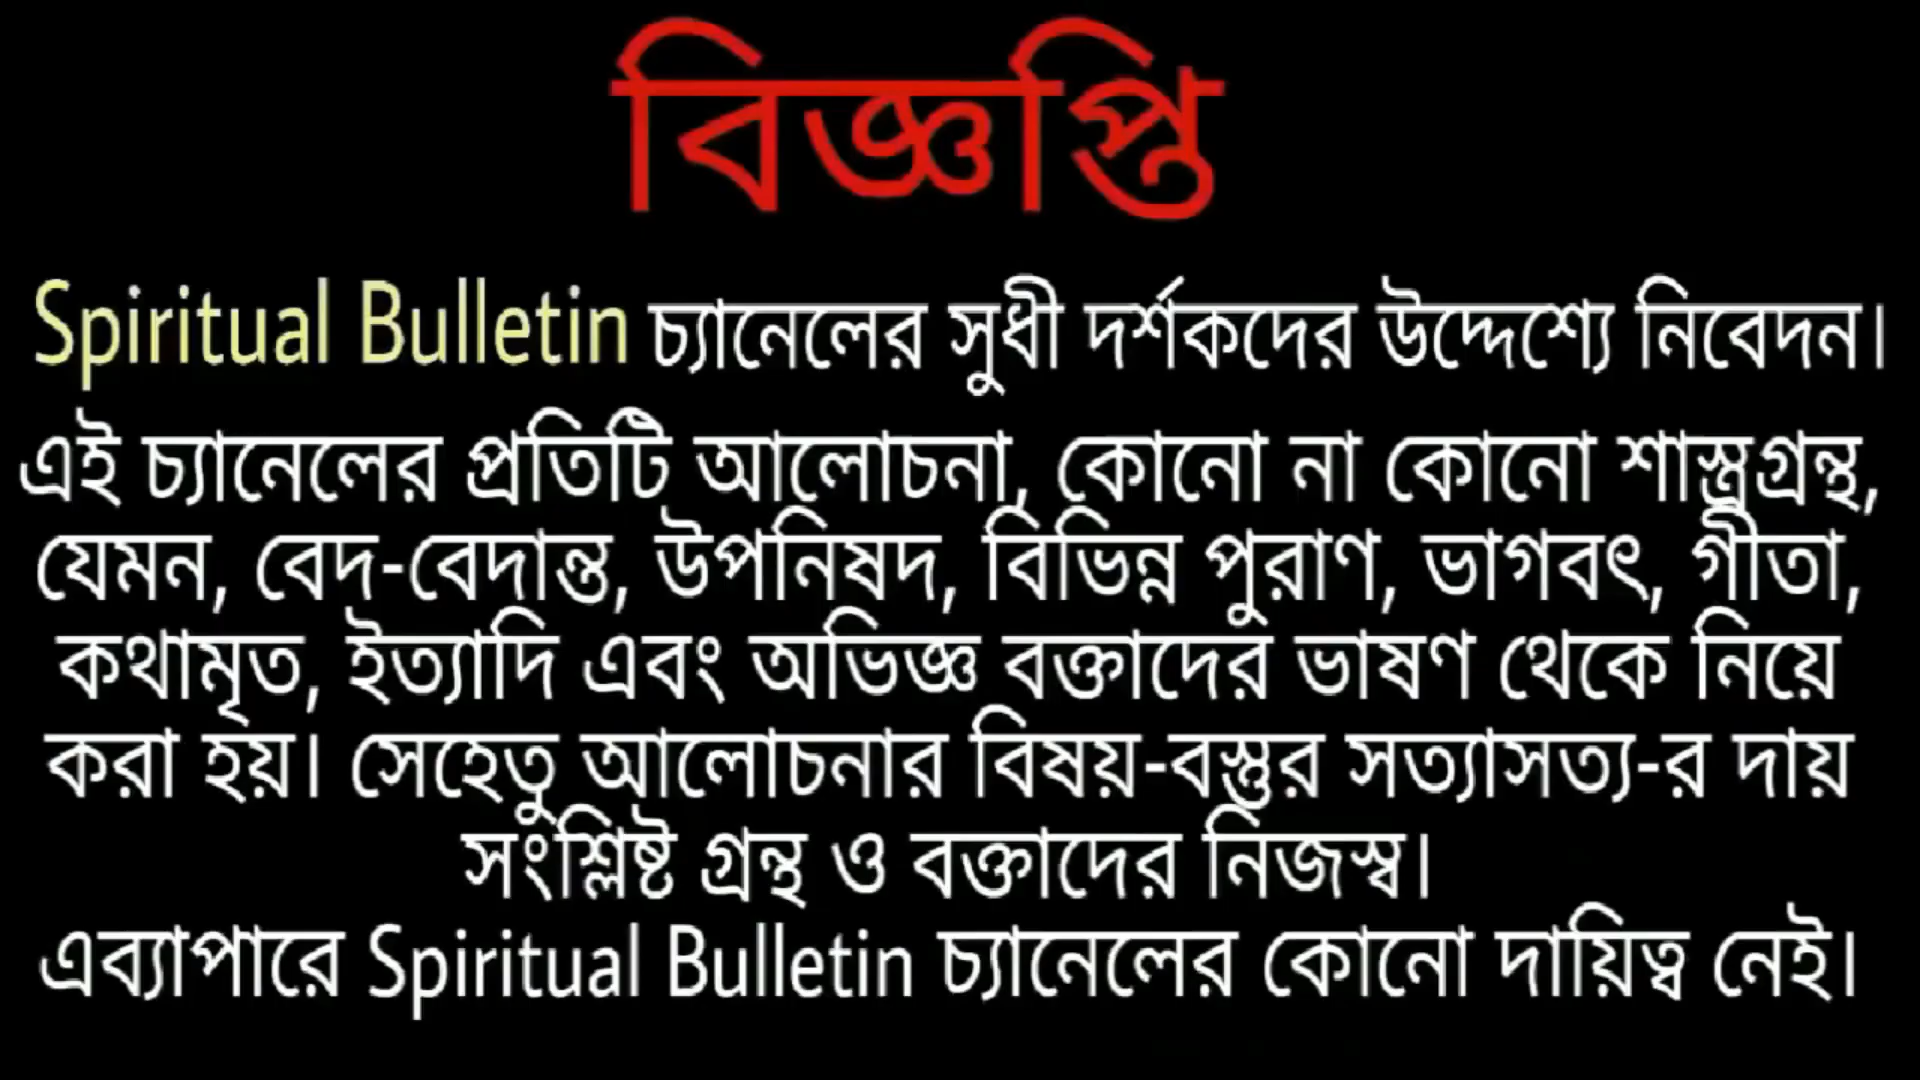 বিজ্ঞপ্তি
Spiritual Bulletin চ্যানেলের সুধী দর্শকদের উদ্দেশ্যে নিবেদন।
এই চ্যানেলের প্রতিটি আলোচনা, কোনো না কোনো শাস্ত্রগ্রন্থ,
যেমন, বেদ-বেদান্ত, উপনিষদ, বিভিন্ন পুরাণ, ভাগবৎ, গীতা,
কথামৃত, ইত্যাদি এবং অভিজ্ঞ বক্তাদের ভাষণ থেকে নিয়ে
করা হয়। সেহেতু আলোচনার বিষয়-বস্তুর সত্যাসত্য-র দায়
সংশ্লিষ্ট গ্রন্থ ও বক্তাদের নিজস্ব।
এব্যাপারে Spiritual Bulletin চ্যানেলের কোনো দায়িত্ব নেই।